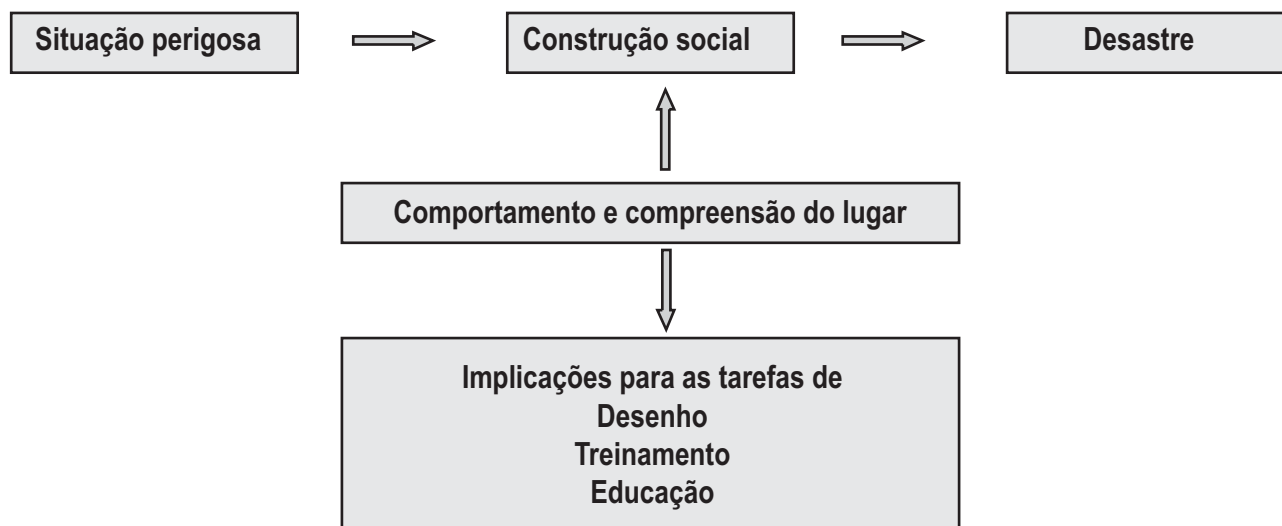 Situação perigosa
Construção social
Desastre
Comportamento e compreensão do lugar
Implicações para as tarefas de
Desenho
Treinamento
Educação